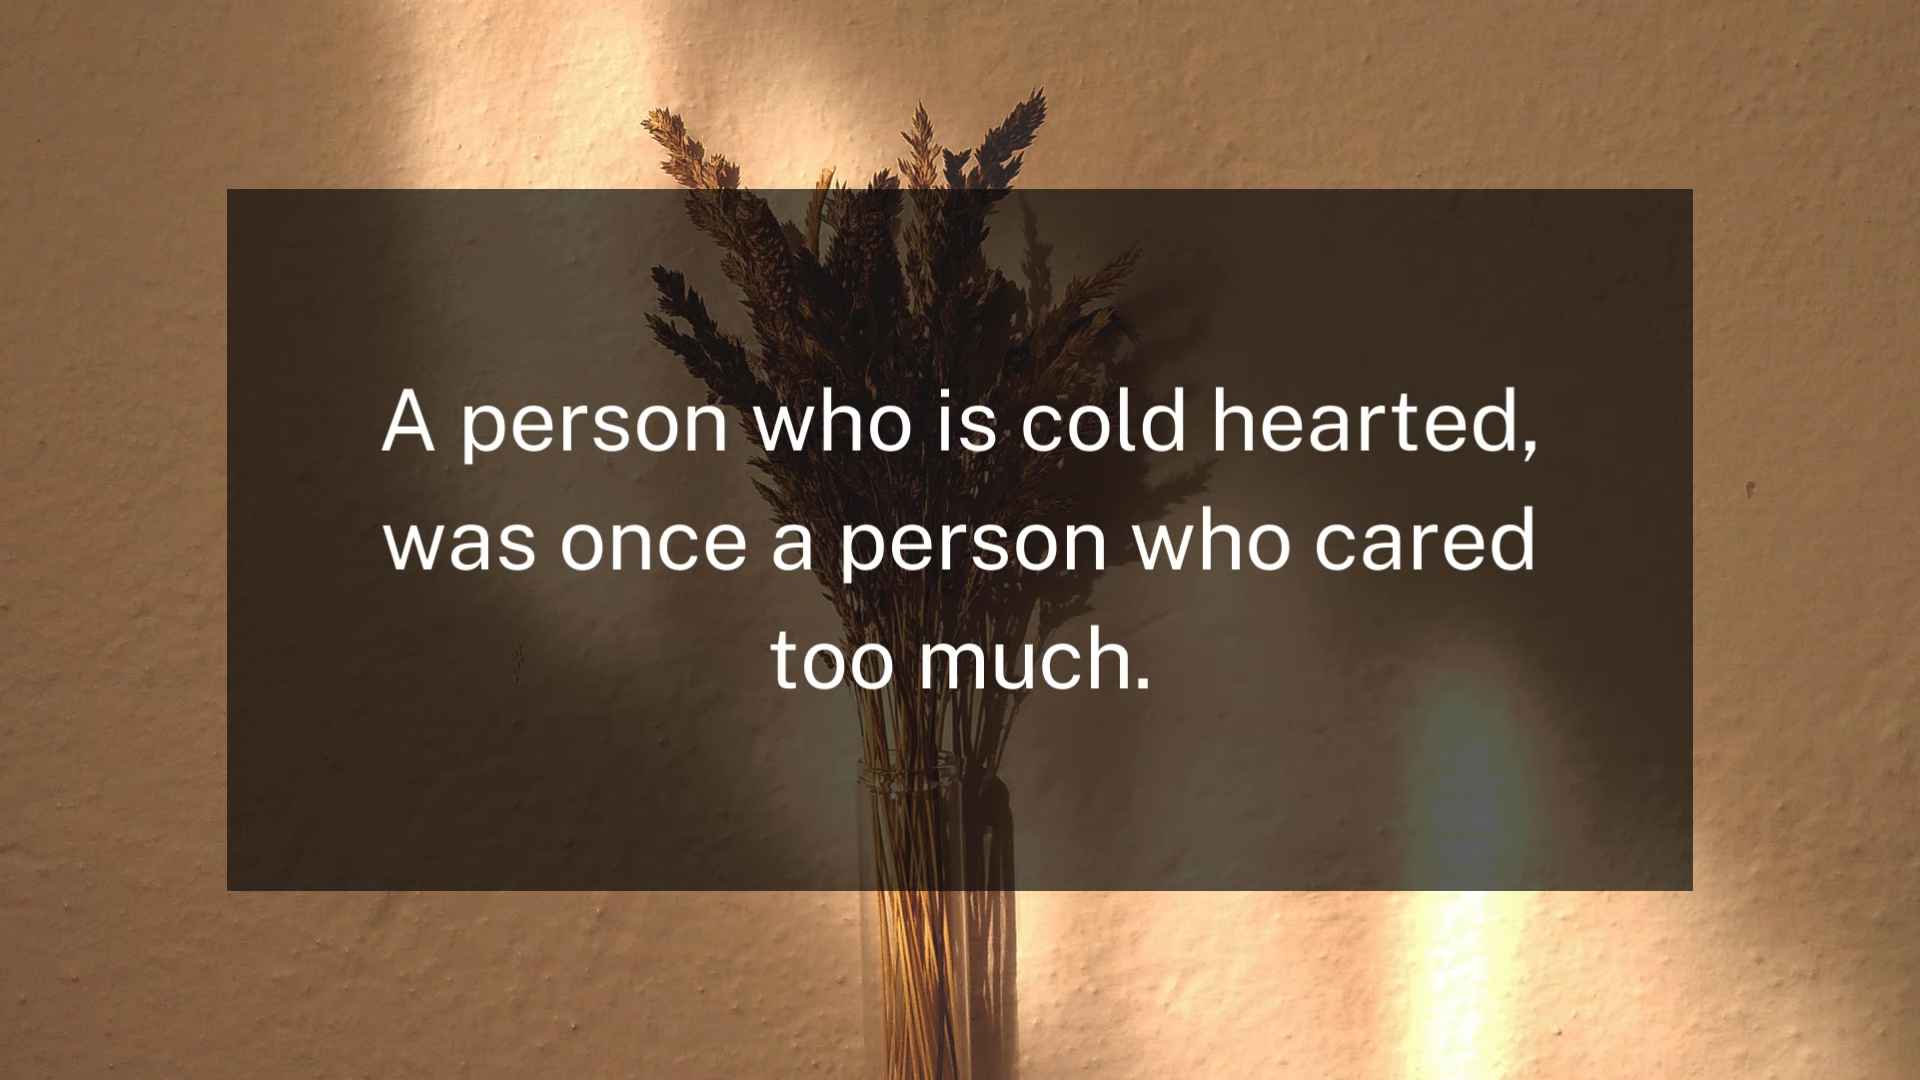 A person who is cold hearted,
was once a person who cared
too much.